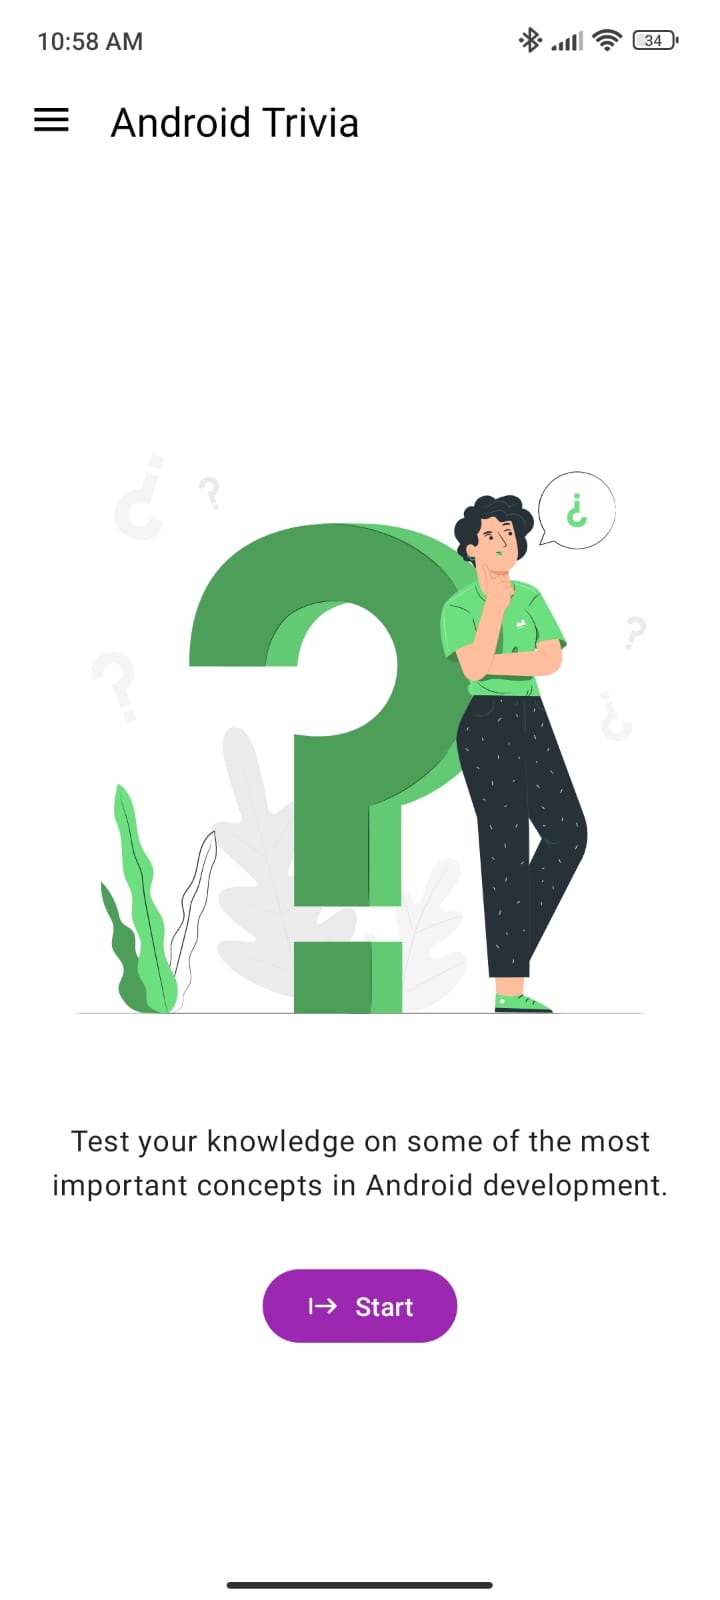 10:58 AM
34
Android Trivia
?
¿
¿
?
?
¿
?
Test your knowledge on some of the most
important concepts in Android development.
Start